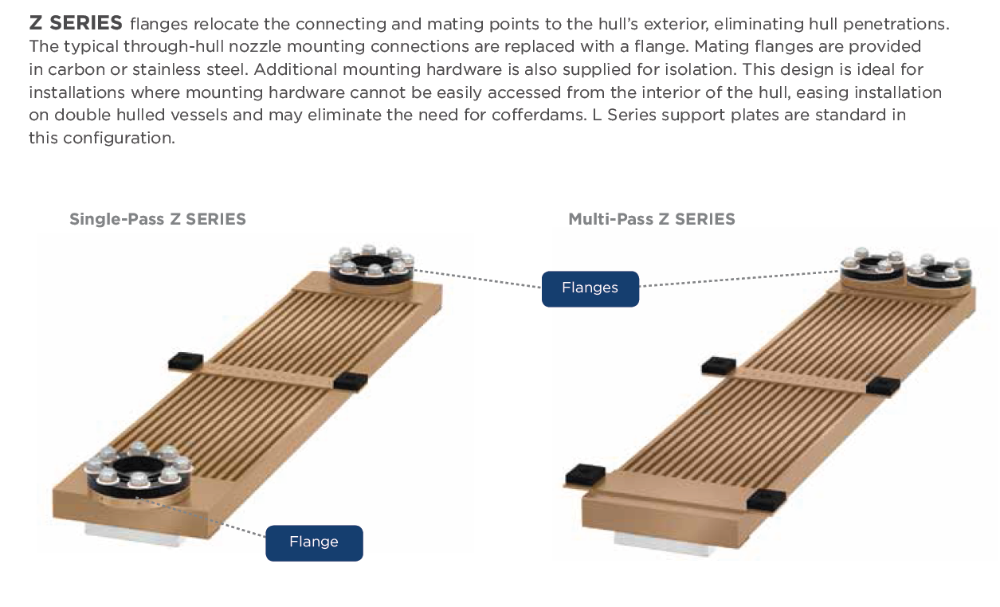 Z SERIES flanges relocate the connecting and mating points to the hull’s exterior, eliminating hull penetrations.
The typical through-hull nozzle mounting connections are replaced with a flange. Mating flanges are provided
in carbon or stainless steel. Additional mounting hardware is also supplied for isolation. This design is ideal for
installations where mounting hardware cannot be easily accessed from the interior of the hull, easing installation
on double hulled vessels and may eliminate the need for cofferdams. L Series support plates are standard in
this configuration.
Single-Pass Z SERIES
Multi-Pass Z SERIES
Flanges
Flange